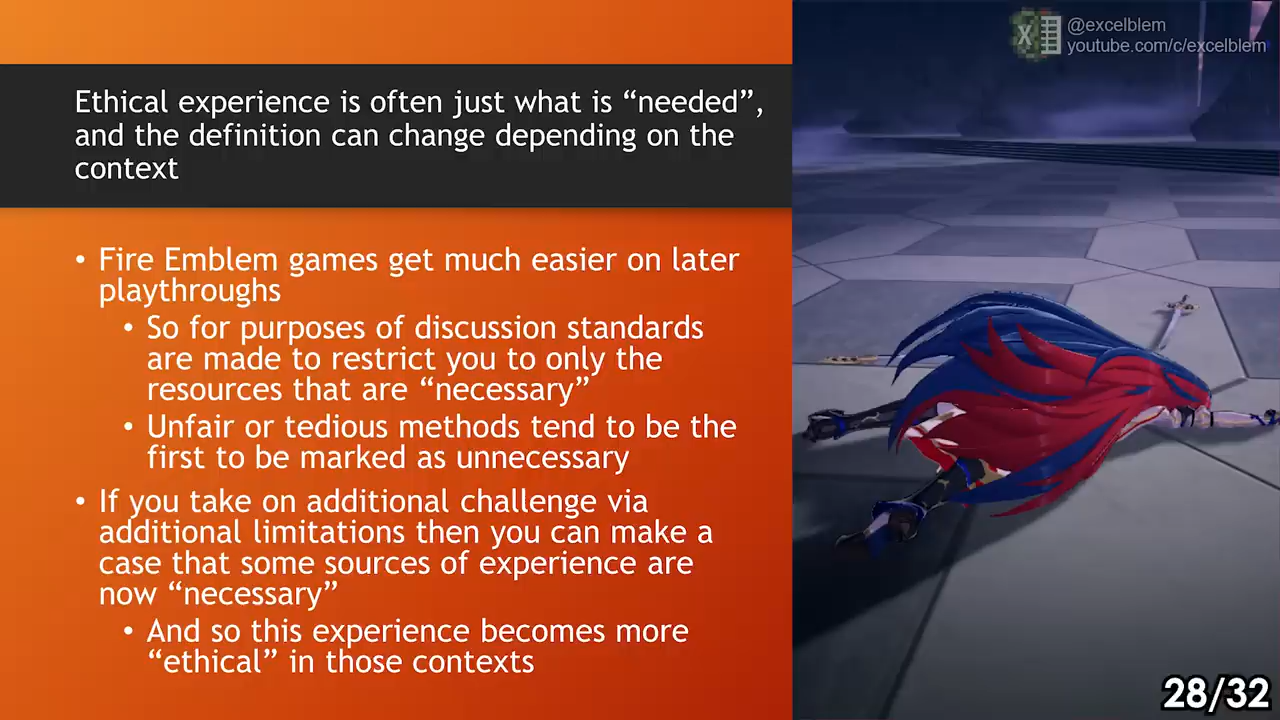 @excelblem
youtube.com/c/excelblem
Ethical experience is often just what is “needed”,
and the definition can change depending on the
context
• Fire Emblem games get much easier on later
playthroughs
• So for purposes of discussion standards
are made to restrict you to only the
resources that are “necessary”
• Unfair or tedious methods tend to be the
first to be marked as unnecessary
• If you take on additional challenge via
additional limitations then you can make a
case that some sources of experience are
now “necessary”
• And so this experience becomes more
“ethical” in those contexts
28/32